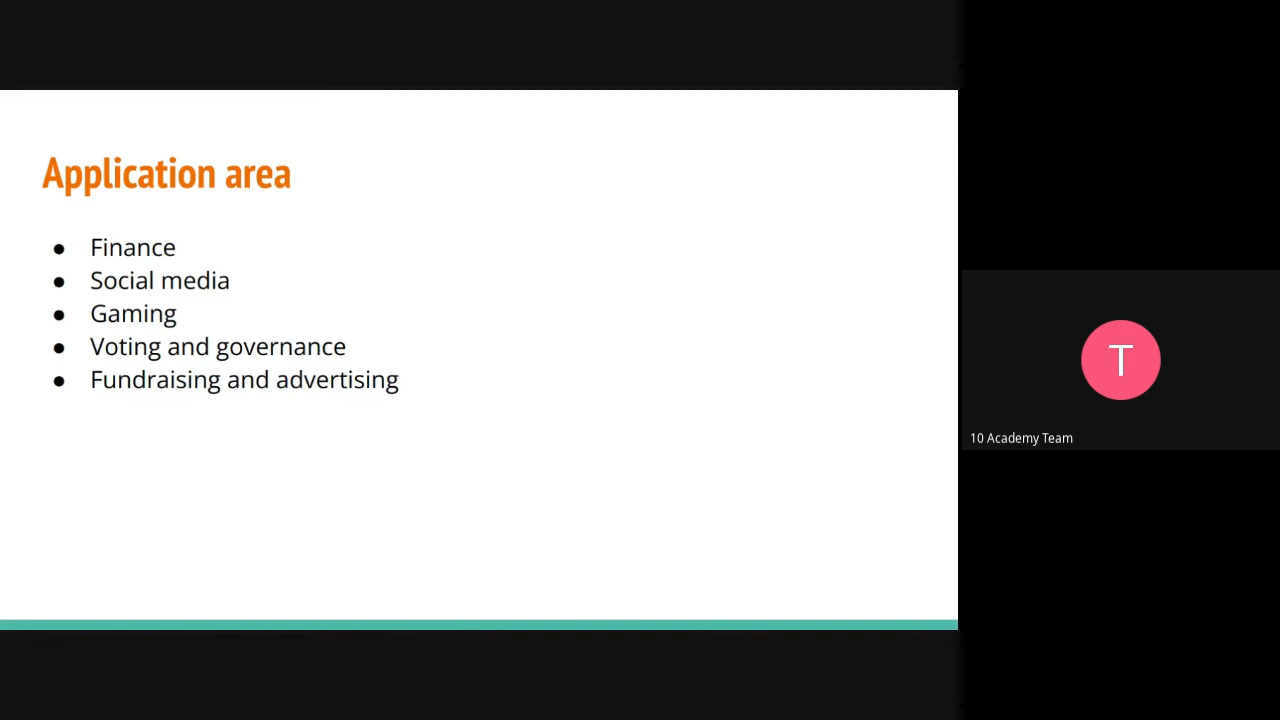 Application area
● Finance
● Social media
● Gaming
● Voting and governance
● Fundraising and advertising
T
10 Academy Team